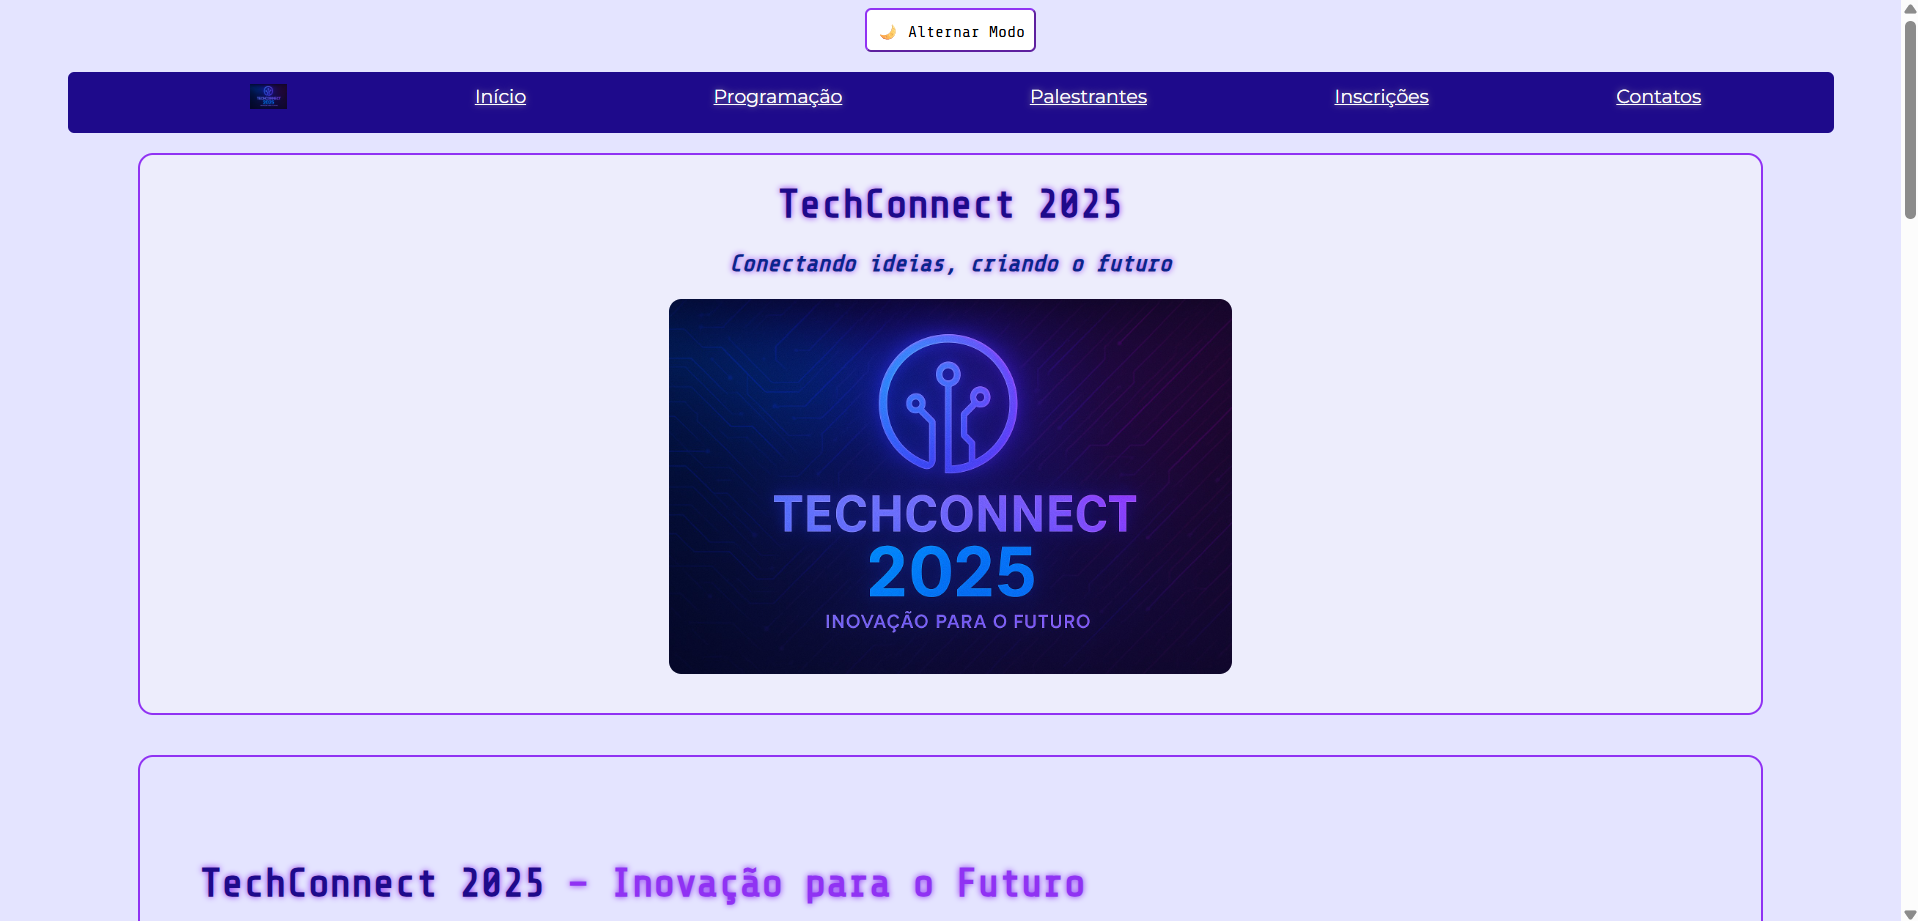 🌙 Alternar Modo
Início Programação Palestrantes Inscrições Contatos
TechConnect 2025
Conectando ideias, criando o futuro
TECHCONNECT
2025
INOVAÇÃO PARA O FUTURO
TechConnect 2025 – Inovação para o Futuro